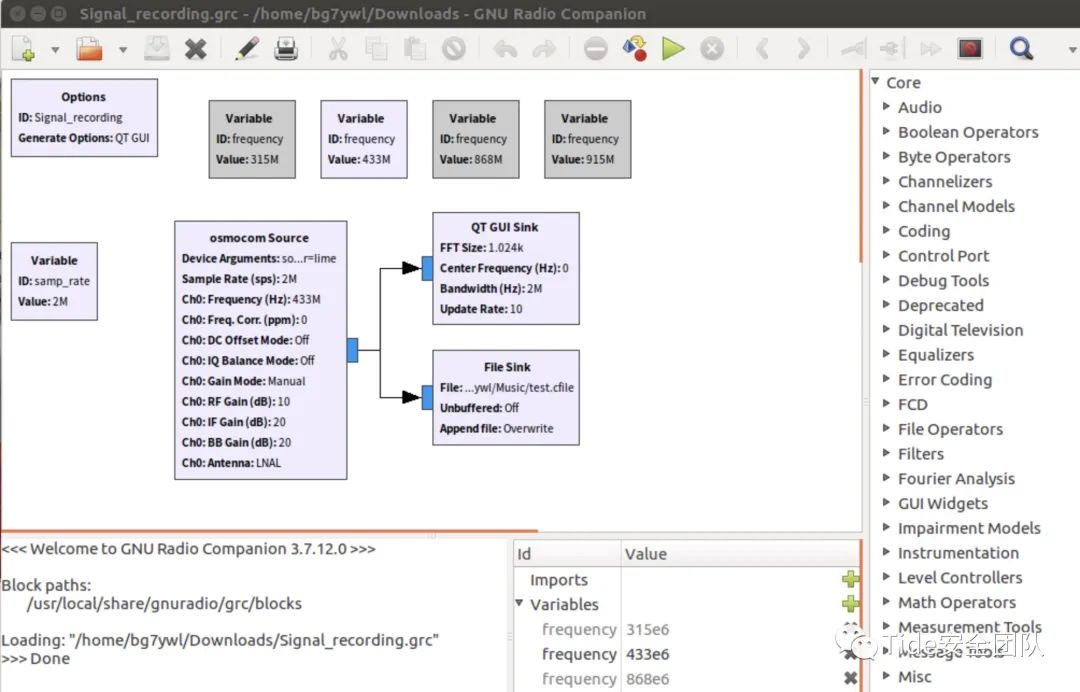 Signal_recording.grc - /home/bg7ywl/Downloads - GNU Radio Companion
Options
ID: Signal_recording
Generate Options: QT GUI
Variable
ID: frequency
Value: 315M
Variable
ID: frequency
Value: 433M
Variable
ID: frequency
Value: 868M
Variable
ID: frequency
Value: 915M
Variable
ID: samp_rate
Value: 2M
osmocom Source
Device Arguments: so...r=lime
Sample Rate (sps): 2M
Ch0: Frequency (Hz): 433M
Ch0: Freq. Corr. (ppm): 0
Ch0: DC Offset Mode: Off
Ch0: IQ Balance Mode: Off
Ch0: Gain Mode: Manual
Ch0: RF Gain (dB): 10
Ch0: IF Gain (dB): 20
Ch0: BB Gain (dB): 20
Ch0: Antenna: LNAL
QT GUI Sink
FFT Size: 1.024k
Center Frequency (Hz): 0
Bandwidth (Hz): 2M
Update Rate: 10
File Sink
File: ...ywl/Music/test.cfile
Unbuffered: Off
Append file: Overwrite
Core
Audio
Boolean Operators
Byte Operators
Channelizers
Channel Models
Coding
Control Port
Debug Tools
Deprecated
Digital Television
Equalizers
Error Coding
FCD
File Operators
Filters
Fourier Analysis
GUI Widgets
Impairment Models
Instrumentation
Level Controllers
Math Operators
Measurement Tools
Message Tools
Misc
<<< Welcome to GNU Radio Companion 3.7.12.0 >>>
Block paths:
/usr/local/share/gnuradio/grc/blocks
Loading: "/home/bg7ywl/Downloads/Signal_recording.grc"
>>> Done
Id Value
Imports
Variables
frequency 315e6
frequency 433e6
frequency 868e6
Tide安全团队